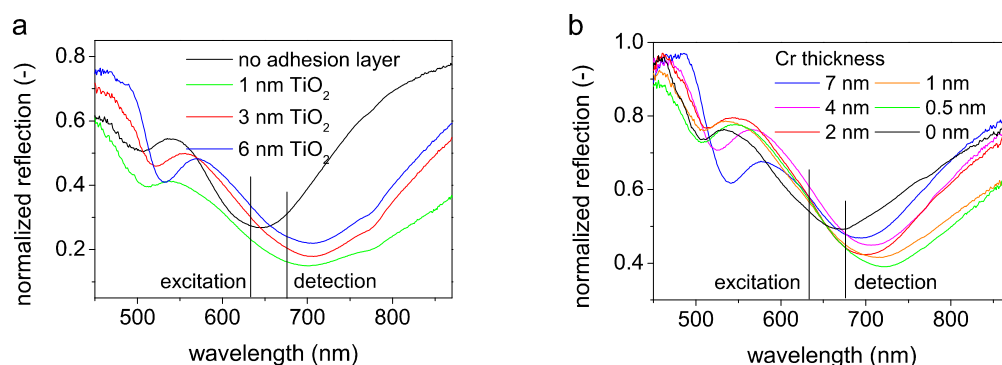 a
0.8
0.6
0.4
0.2
normalized reflection (-)
no adhesion layer
1 nm TiO2
3 nm TiO2
6 nm TiO2
excitation
detection
500 600 700 800
wavelength (nm)
b
1.0
0.8
0.6
0.4
normalized reflection (-)
Cr thickness
7 nm 1 nm
4 nm 0.5 nm
2 nm 0 nm
excitation
detection
500 600 700 800
wavelength (nm)